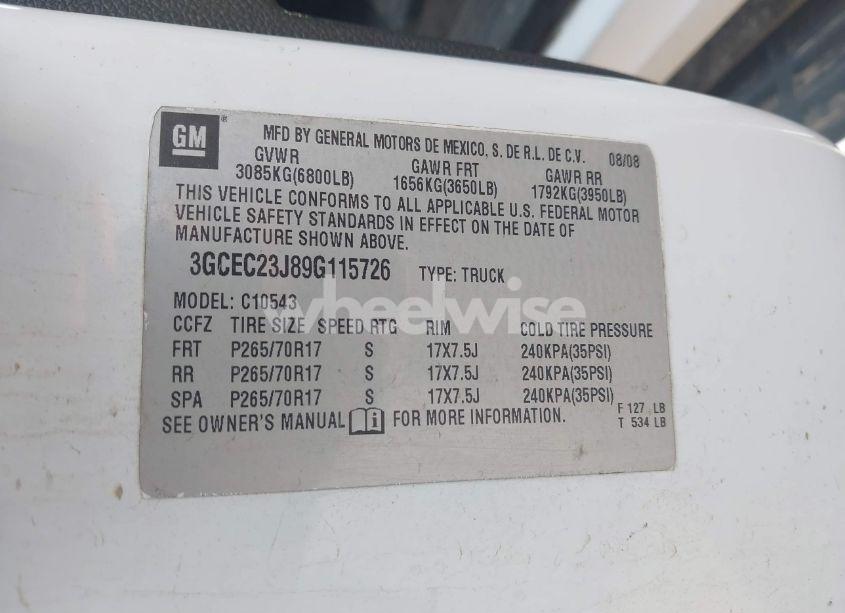 GM ® MFD BY GENERAL MOTORS DE MEXICO, S. DE R.L. DE C.V. 08/08
GVWR GAWR FRT GAWR RR
3085KG(6800LB) 1656KG(3650LB) 1792KG(3950LB)
THIS VEHICLE CONFORMS TO ALL APPLICABLE U.S. FEDERAL MOTOR
VEHICLE SAFETY STANDARDS IN EFFECT ON THE DATE OF
MANUFACTURE SHOWN ABOVE.
3GCEC23J89G115726 TYPE: TRUCK
wheelwise
MODEL: C10543
CCFZ TIRE SIZE SPEED RTG RIM COLD TIRE PRESSURE
FRT P265/70R17 S 17X7.5J 240KPA(35PSI)
RR P265/70R17 S 17X7.5J 240KPA(35PSI)
SPA P265/70R17 S 17X7.5J 240KPA(35PSI)
SEE OWNER'S MANUAL i FOR MORE INFORMATION.
F 127 LB
T 534 LB